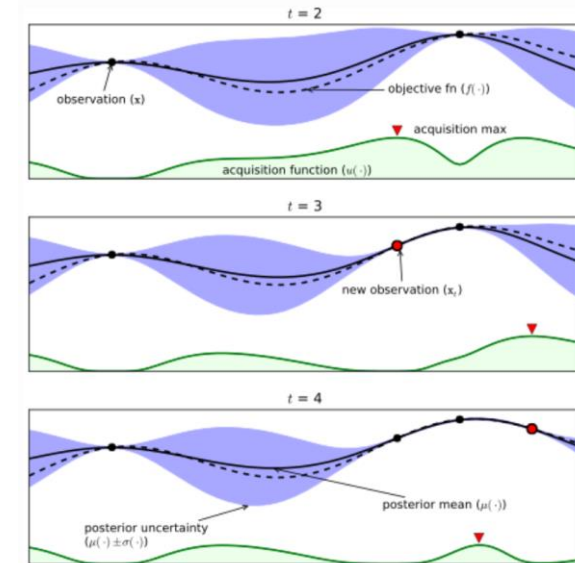 t = 2
observation (x)
objective fn (f(·))
acquisition max
acquisition function (u(·))
t = 3
new observation (xₜ)
t = 4
posterior mean (μ(·))
posterior uncertainty
(μ(·)±σ(·))